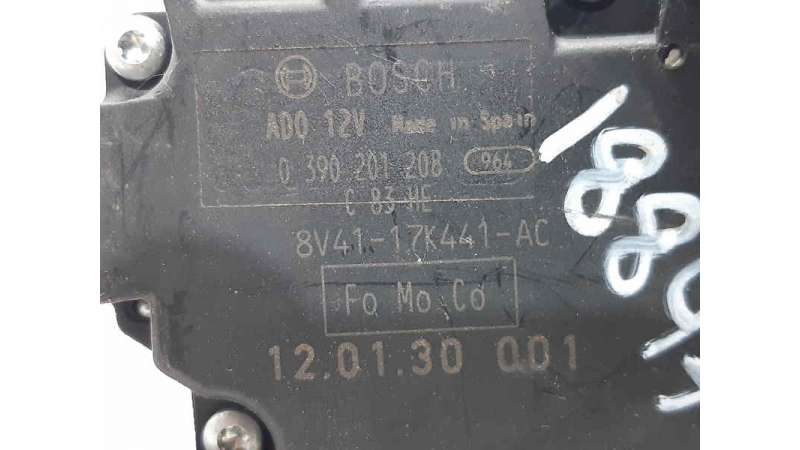 BOSCH
ADO 12V Made in Spain
0 390 201 208 964
C 83 HE
8V41-17K441-AC
Fo Mo Co
12.01.30 001